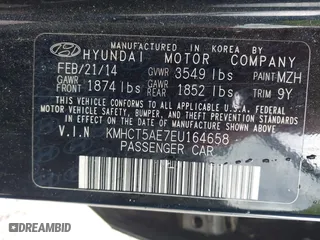 MANUFACTURED IN KOREA BY
HYUNDAI MOTOR COMPANY
FEB/21/14 GVWR 3549 lbs PAINT MZH
GAWR FRONT 1874 lbs GAWR REAR 1852 lbs TRIM 9Y
THIS VEHICLE CONFORMS TO ALL APPLICABLE U.S. FEDERAL
MOTOR VEHICLE SAFETY, BUMPER, AND THEFT PREVENTION
STANDARDS IN EFFECT ON THE DATE OF MANUFACTURE SHOWN ABOVE.
V.I.N KMHCT5AE7EU164658
PASSENGER CAR
© DIAMOND BID